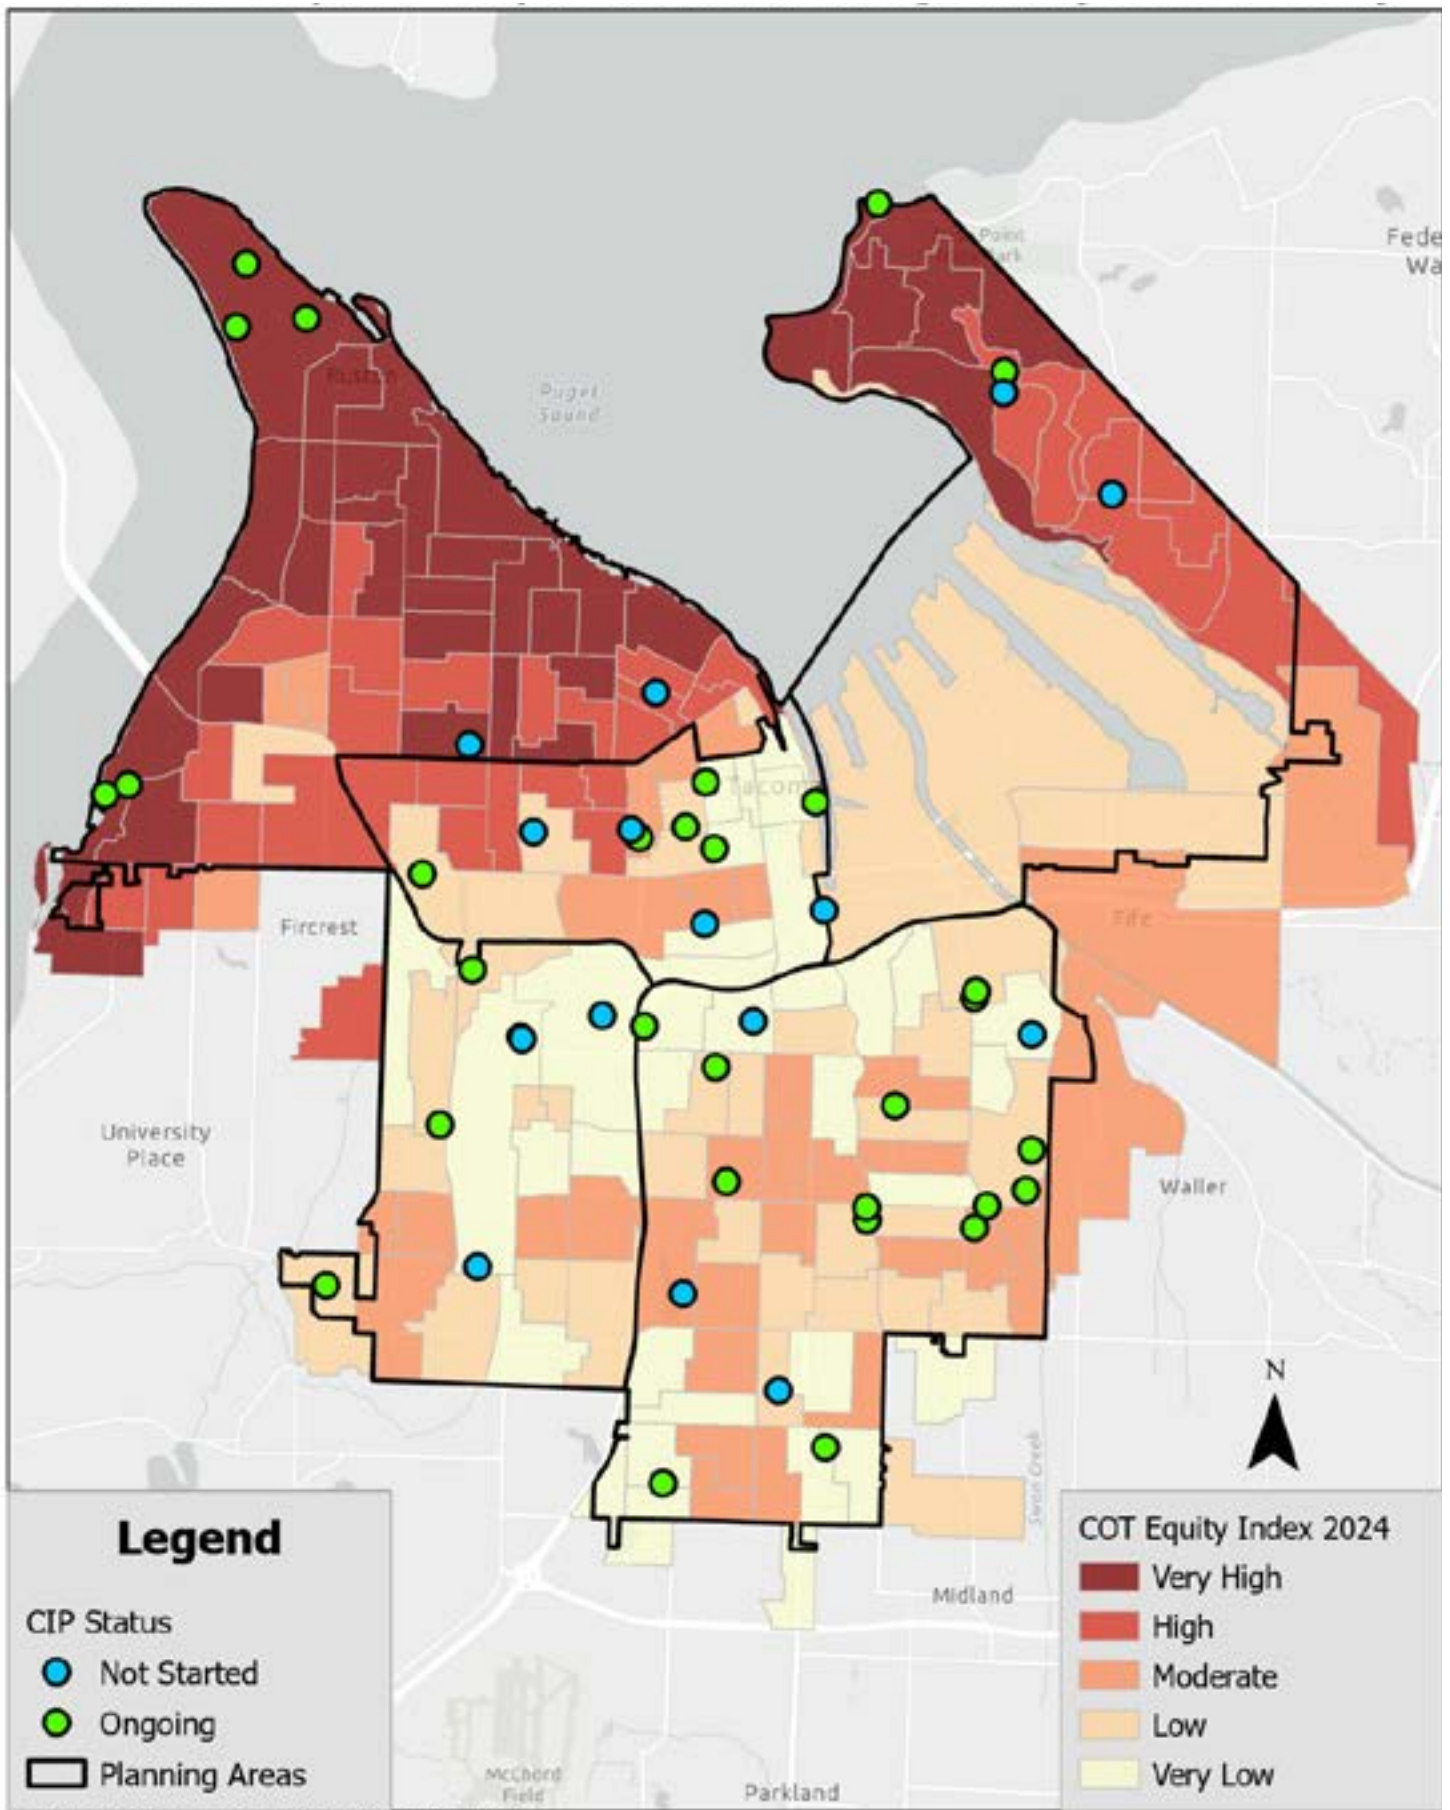 Point
Park
Fede
Wa
Ruston
Puget
Sound
Tacoma
Fircrest
Fife
University
Place
Waller
N
Swan Creek
Midland
McChord
Field
Parkland
Legend
CIP Status
Not Started
Ongoing
Planning Areas
COT Equity Index 2024
Very High
High
Moderate
Low
Very Low